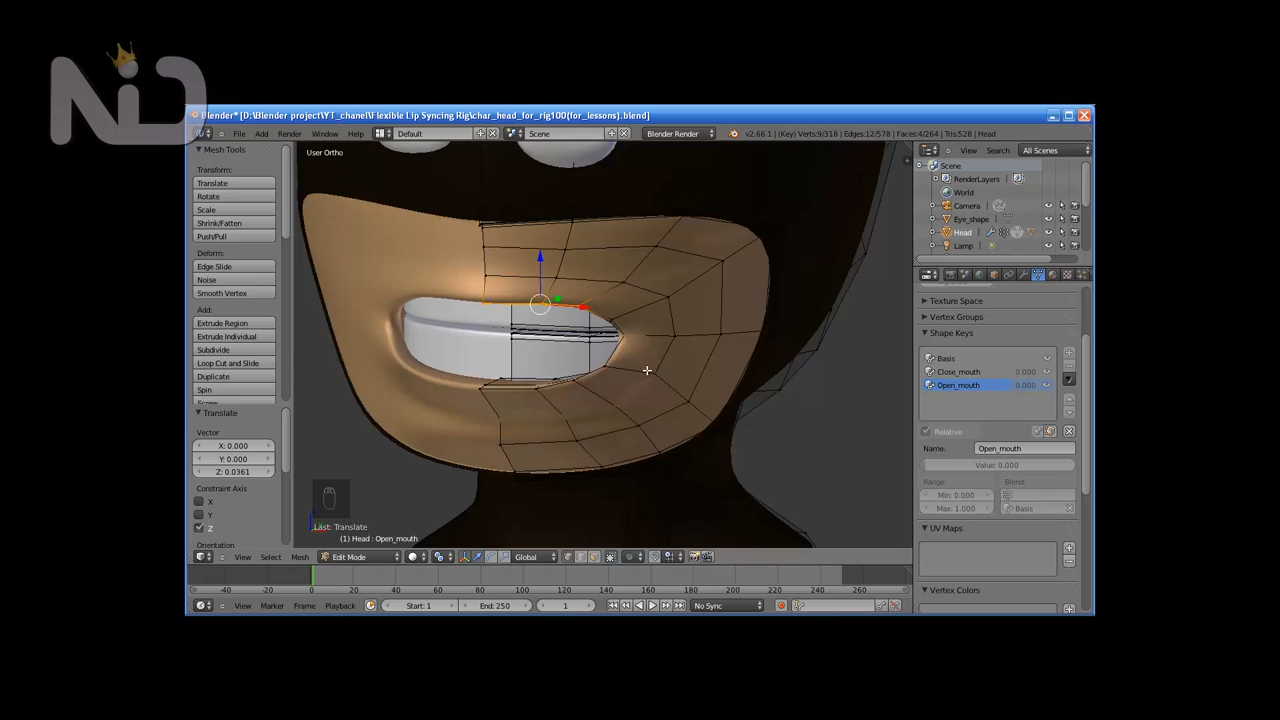 NiD
Blender* [D:\Blender project\YT_chanel\Flexible Lip Syncing Rig\char_head_for_rig100(for_lessons).blend]
File Add Render Window Help Default Scene Blender Render v2.66.1 | (Key) Verts:9/318 | Edges:12/578 | Faces:4/264 | Tris:528 | Head
Mesh Tools
Transform:
Translate
Rotate
Scale
Shrink/Fatten
Push/Pull
Deform:
Edge Slide
Noise
Smooth Vertex
Add:
Extrude Region
Extrude Individual
Subdivide
Loop Cut and Slide
Duplicate
Spin
Translate
Vector
X: 0.000
Y: 0.000
Z: 0.0361
Constraint Axis
X
Y
Z
Orientation
User Ortho
Last: Translate
(1) Head : Open_mouth
View Search All Scenes
Scene
RenderLayers
World
Camera
Eye_shape
Head
Lamp
Texture Space
Vertex Groups
Shape Keys
Basis
Close_mouth 0.000
Open_mouth 0.000
Relative
Name: Open_mouth
Value: 0.000
Range: Blend:
Min: 0.000
Max: 1.000 Basis
UV Maps
Vertex Colors
View Select Mesh Edit Mode Global
-40 -20 0 20 40 60 80 100 120 140 160 180 200 220 240 260
View Marker Frame Playback Start: 1 End: 250 1 No Sync